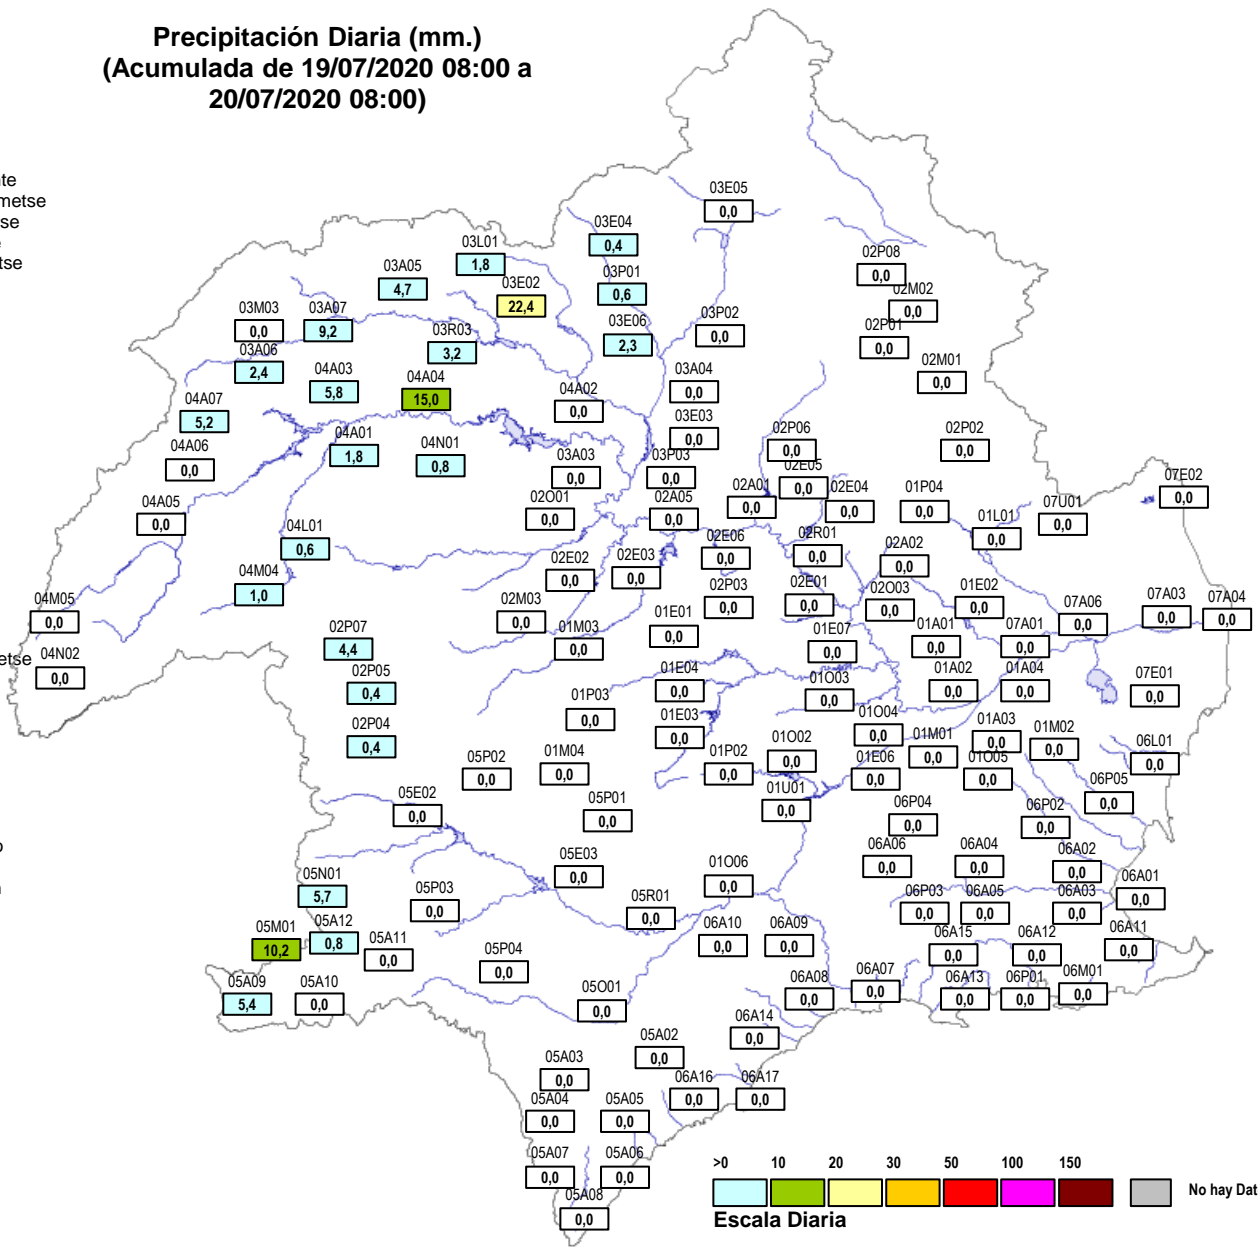 Precipitación Diaria (mm.)
(Acumulada de 19/07/2020 08:00 a
20/07/2020 08:00)
te
metse
se
tse
03E05
0,0
03E04
0,4
03L01
1,8
03A05
4,7
03E02
22,4
03P01
0,6
02P08
0,0
02M02
0,0
03M03
0,0
03A07
9,2
03R03
3,2
03E06
2,3
03P02
0,0
02P01
0,0
03A06
2,4
04A03
5,8
04A04
15,0
04A02
0,0
03A04
0,0
02M01
0,0
04A07
5,2
04A01
1,8
04N01
0,8
03E03
0,0
02P06
0,0
02P02
0,0
04A06
0,0
03A03
0,0
03P03
0,0
02E05
0,0
04A05
0,0
02O01
0,0
02A05
0,0
02A01
0,0
02E04
0,0
01P04
0,0
01L01
0,0
07U01
0,0
07E02
0,0
04L01
0,6
04M04
1,0
02E02
0,0
02E03
0,0
02E06
0,0
02R01
0,0
02A02
0,0
04M05
0,0
02M03
0,0
01M03
0,0
01E01
0,0
02P03
0,0
02E01
0,0
02O03
0,0
01E02
0,0
07A06
0,0
07A03
0,0
07A04
0,0
etse
04N02
0,0
02P07
4,4
01E07
0,0
01A01
0,0
07A01
0,0
02P05
0,4
01P03
0,0
01E04
0,0
01O03
0,0
01A02
0,0
01A04
0,0
07E01
0,0
02P04
0,4
01E03
0,0
01O04
0,0
01M01
0,0
01A03
0,0
01M02
0,0
06L01
0,0
05P02
0,0
01M04
0,0
01P02
0,0
01O02
0,0
01E06
0,0
01O05
0,0
05E02
0,0
05P01
0,0
01U01
0,0
06P04
0,0
06P02
0,0
06P05
0,0
05E03
0,0
01O06
0,0
06A06
0,0
06A04
0,0
06A02
0,0
05N01
5,7
05P03
0,0
05R01
0,0
06P03
0,0
06A05
0,0
06A03
0,0
06A01
0,0
05M01
10,2
05A12
0,8
05A11
0,0
05P04
0,0
06A10
0,0
06A09
0,0
06A15
0,0
06A12
0,0
06A11
0,0
05A09
5,4
05A10
0,0
05O01
0,0
06A08
0,0
06A07
0,0
06A13
0,0
06P01
0,0
06M01
0,0
06A14
0,0
05A03
0,0
05A02
0,0
06A16
0,0
06A17
0,0
05A04
0,0
05A05
0,0
05A07
0,0
05A06
0,0
05A08
0,0
>0 10 20 30 50 100 150
No hay Dat
Escala Diaria